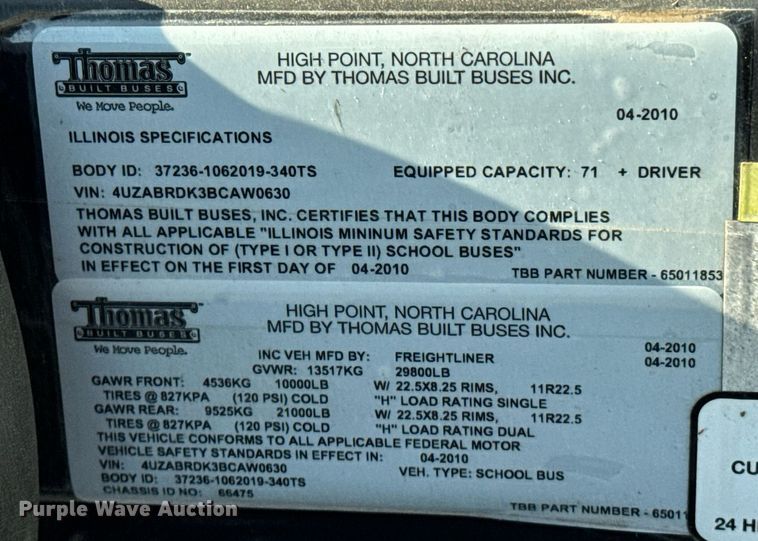 Thomas
BUILT BUSES
We Move People.
HIGH POINT, NORTH CAROLINA
MFD BY THOMAS BUILT BUSES INC.
04-2010
ILLINOIS SPECIFICATIONS
BODY ID: 37236-1062019-340TS EQUIPPED CAPACITY: 71 + DRIVER
VIN: 4UZABRDK3BCAW0630
THOMAS BUILT BUSES, INC. CERTIFIES THAT THIS BODY COMPLIES
WITH ALL APPLICABLE "ILLINOIS MININUM SAFETY STANDARDS FOR
CONSTRUCTION OF (TYPE I OR TYPE II) SCHOOL BUSES"
IN EFFECT ON THE FIRST DAY OF 04-2010
TBB PART NUMBER - 65011853
Thomas
BUILT BUSES
We Move People.
HIGH POINT, NORTH CAROLINA
MFD BY THOMAS BUILT BUSES INC.
04-2010
INC VEH MFD BY: FREIGHTLINER 04-2010
GVWR: 13517KG 29800LB
GAWR FRONT: 4536KG 10000LB W/ 22.5X8.25 RIMS, 11R22.5
TIRES @ 827KPA (120 PSI) COLD "H" LOAD RATING SINGLE
GAWR REAR: 9525KG 21000LB W/ 22.5X8.25 RIMS, 11R22.5
TIRES @ 827KPA (120 PSI) COLD "H" LOAD RATING DUAL
THIS VEHICLE CONFORMS TO ALL APPLICABLE FEDERAL MOTOR
VEHICLE SAFETY STANDARDS IN EFFECT IN: 04-2010
VIN: 4UZABRDK3BCAW0630 VEH. TYPE: SCHOOL BUS
BODY ID: 37236-1062019-340TS
CHASSIS ID NO: 66475
TBB PART NUMBER - 65011
CU
24 H
Purple Wave Auction